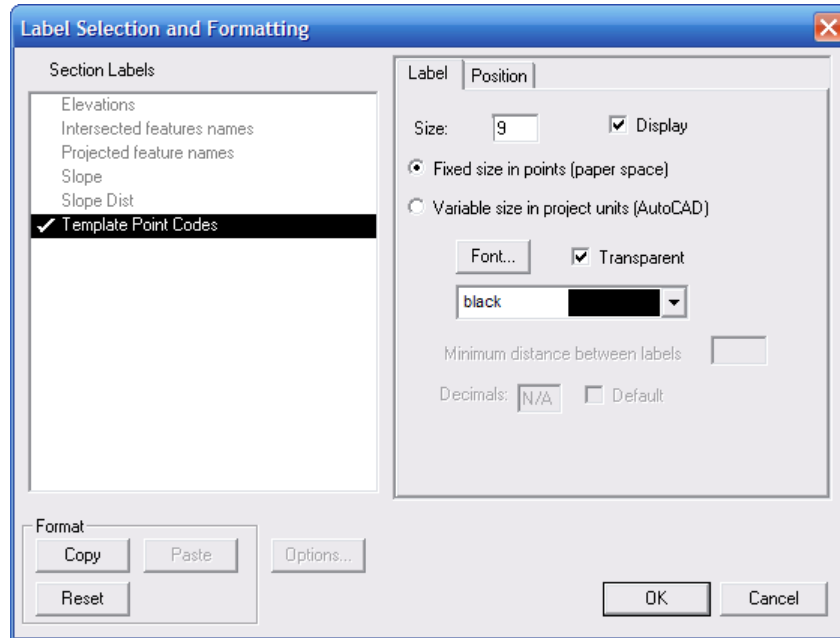 Label Selection and Formatting
Section Labels
Elevations
Intersected features names
Projected feature names
Slope
Slope Dist
Template Point Codes
Label
Position
Size: 9 Display
Fixed size in points (paper space)
Variable size in project units (AutoCAD)
Font... Transparent
black
Minimum distance between labels
Decimals: N/A Default
Format
Copy Paste Options...
Reset
OK Cancel